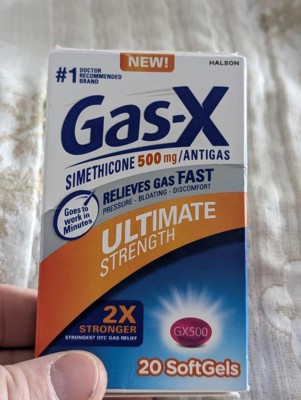 NEW!
HALEON
#1 DOCTOR
RECOMMENDED
BRAND
Gas-X
SIMETHICONE 500 mg/ANTIGAS
Goes to
work in
Minutes
RELIEVES GAS FAST
PRESSURE - BLOATING - DISCOMFORT
ULTIMATE
STRENGTH
2X
STRONGER
STRONGEST OTC GAS RELIEF
GX500
20 SoftGels